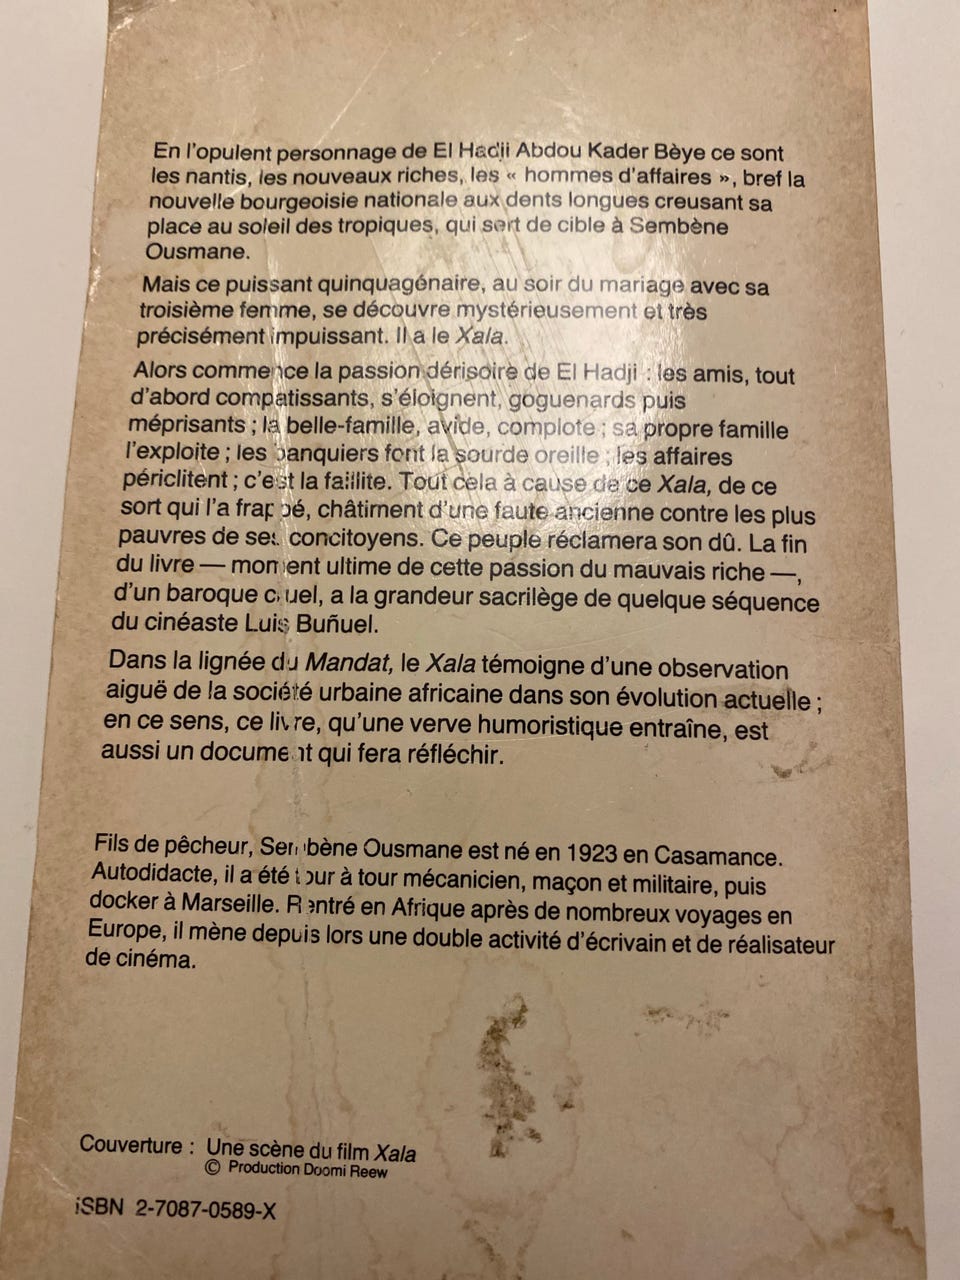 En l'opulent personnage de El Hadji Abdou Kader Bèye ce sont
les nantis, les nouveaux riches, les « hommes d'affaires », bref la
nouvelle bourgeoisie nationale aux dents longues creusant sa
place au soleil des tropiques, qui sert de cible à Sembène
Ousmane.
Mais ce puissant quinquagénaire, au soir du mariage avec sa
troisième femme, se découvre mystérieusement et très
précisément impuissant. Il a le Xala.
Alors commence la passion dérisoire de El Hadji : les amis, tout
d'abord compatissants, s'éloignent, goguenards puis
méprisants ; la belle-famille, avide, complote ; sa propre famille
l'exploite ; les banquiers font la sourde oreille ; les affaires
périclitent ; c'est la faillite. Tout cela à cause de ce Xala, de ce
sort qui l'a frappé, châtiment d'une faute ancienne contre les plus
pauvres de ses concitoyens. Ce peuple réclamera son dû. La fin
du livre — moment ultime de cette passion du mauvais riche —,
d'un baroque cruel, a la grandeur sacrilège de quelque séquence
du cinéaste Luis Buñuel.
Dans la lignée du Mandat, le Xala témoigne d'une observation
aiguë de la société urbaine africaine dans son évolution actuelle ;
en ce sens, ce livre, qu'une verve humoristique entraîne, est
aussi un document qui fera réfléchir.
Fils de pêcheur, Sembène Ousmane est né en 1923 en Casamance.
Autodidacte, il a été tour à tour mécanicien, maçon et militaire, puis
docker à Marseille. Rentré en Afrique après de nombreux voyages en
Europe, il mène depuis lors une double activité d'écrivain et de réalisateur
de cinéma.
Couverture : Une scène du film Xala
© Production Doomi Reew
ISBN 2-7087-0589-X